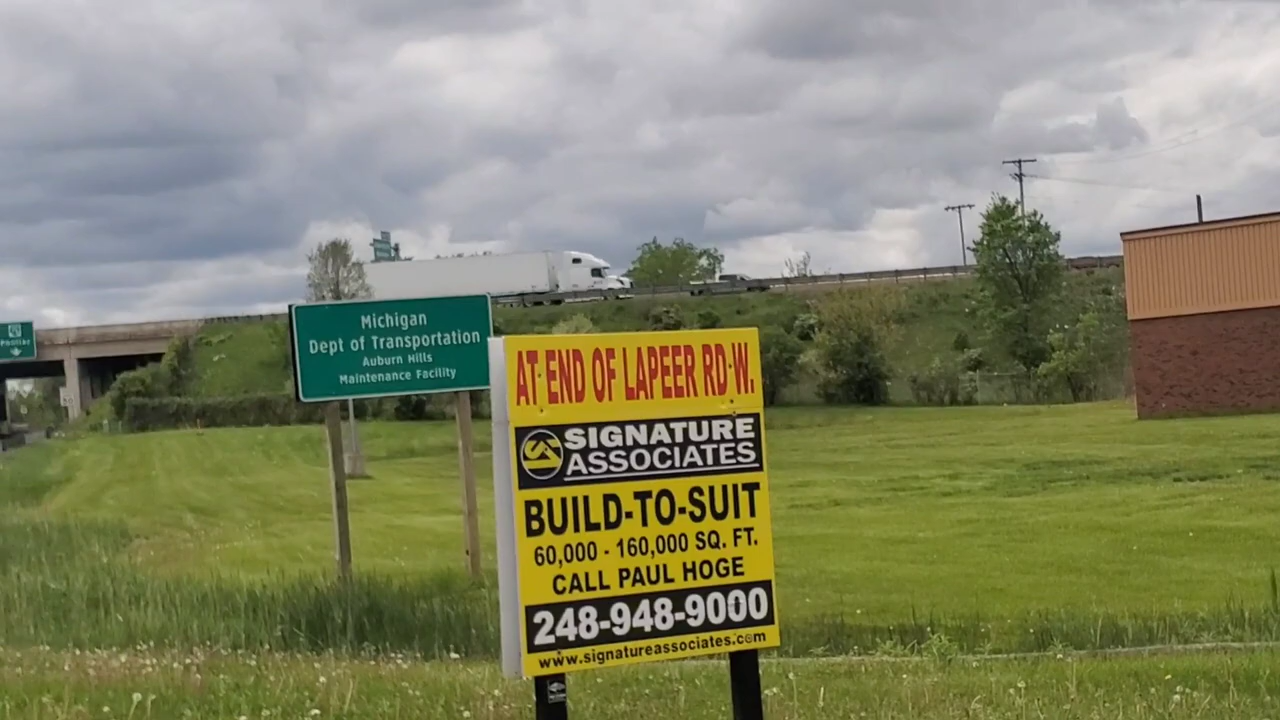 Michigan
Dept of Transportation
Auburn Hills
Maintenance Facility
AT END OF LAPEER RD W.
SIGNATURE
ASSOCIATES
BUILD-TO-SUIT
60,000 - 160,000 SQ. FT.
CALL PAUL HOGE
248-948-9000
www.signatureassociates.com